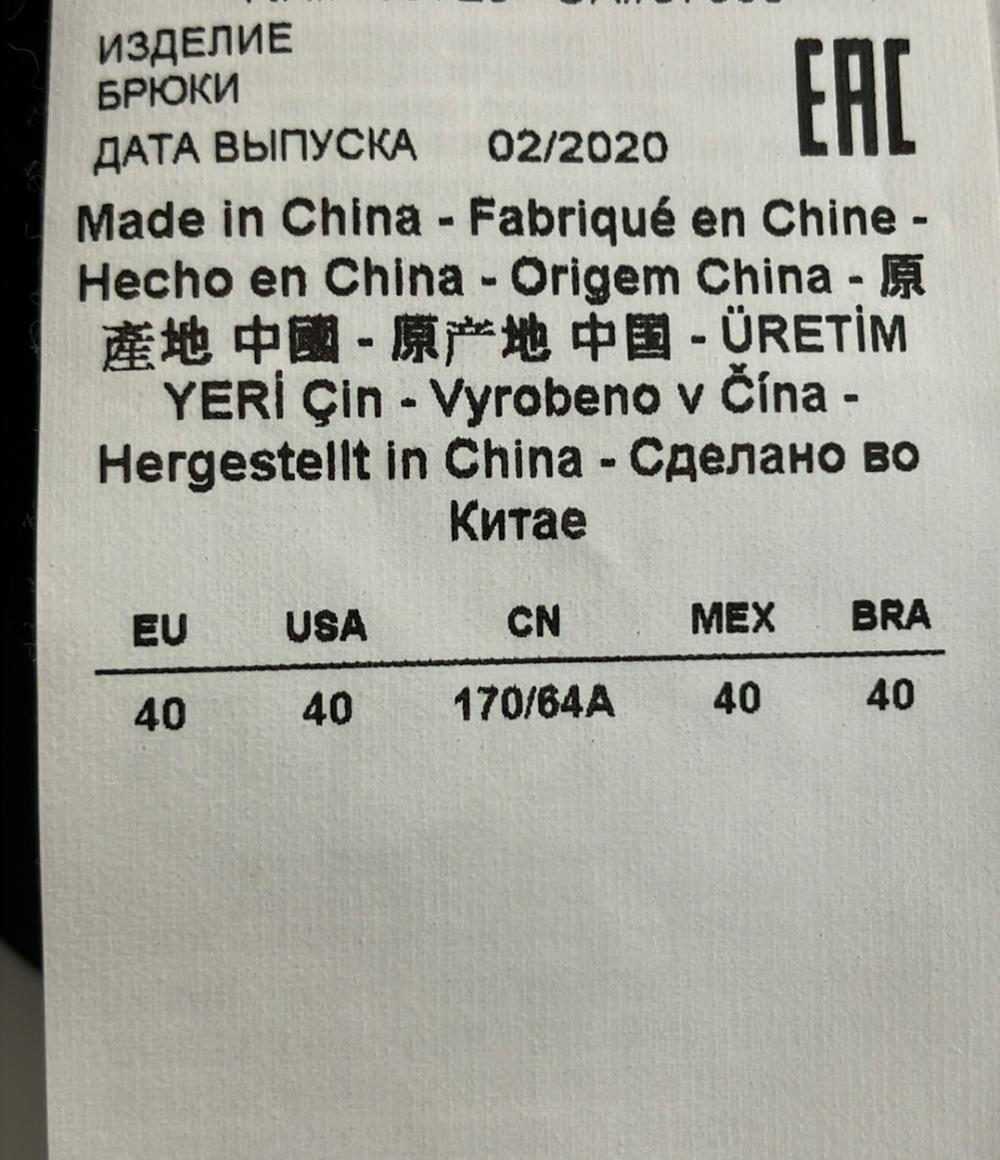 ИЗДЕЛИЕ
БРЮКИ
ДАТА ВЫПУСКА 02/2020
EAC
Made in China - Fabriqué en Chine -
Hecho en China - Origem China - 原
產地 中國 - 原产地 中国 - ÜRETİM
YERİ Çin - Vyrobeno v Čína -
Hergestellt in China - Сделано во
Китае
EU USA CN MEX BRA
40 40 170/64A 40 40